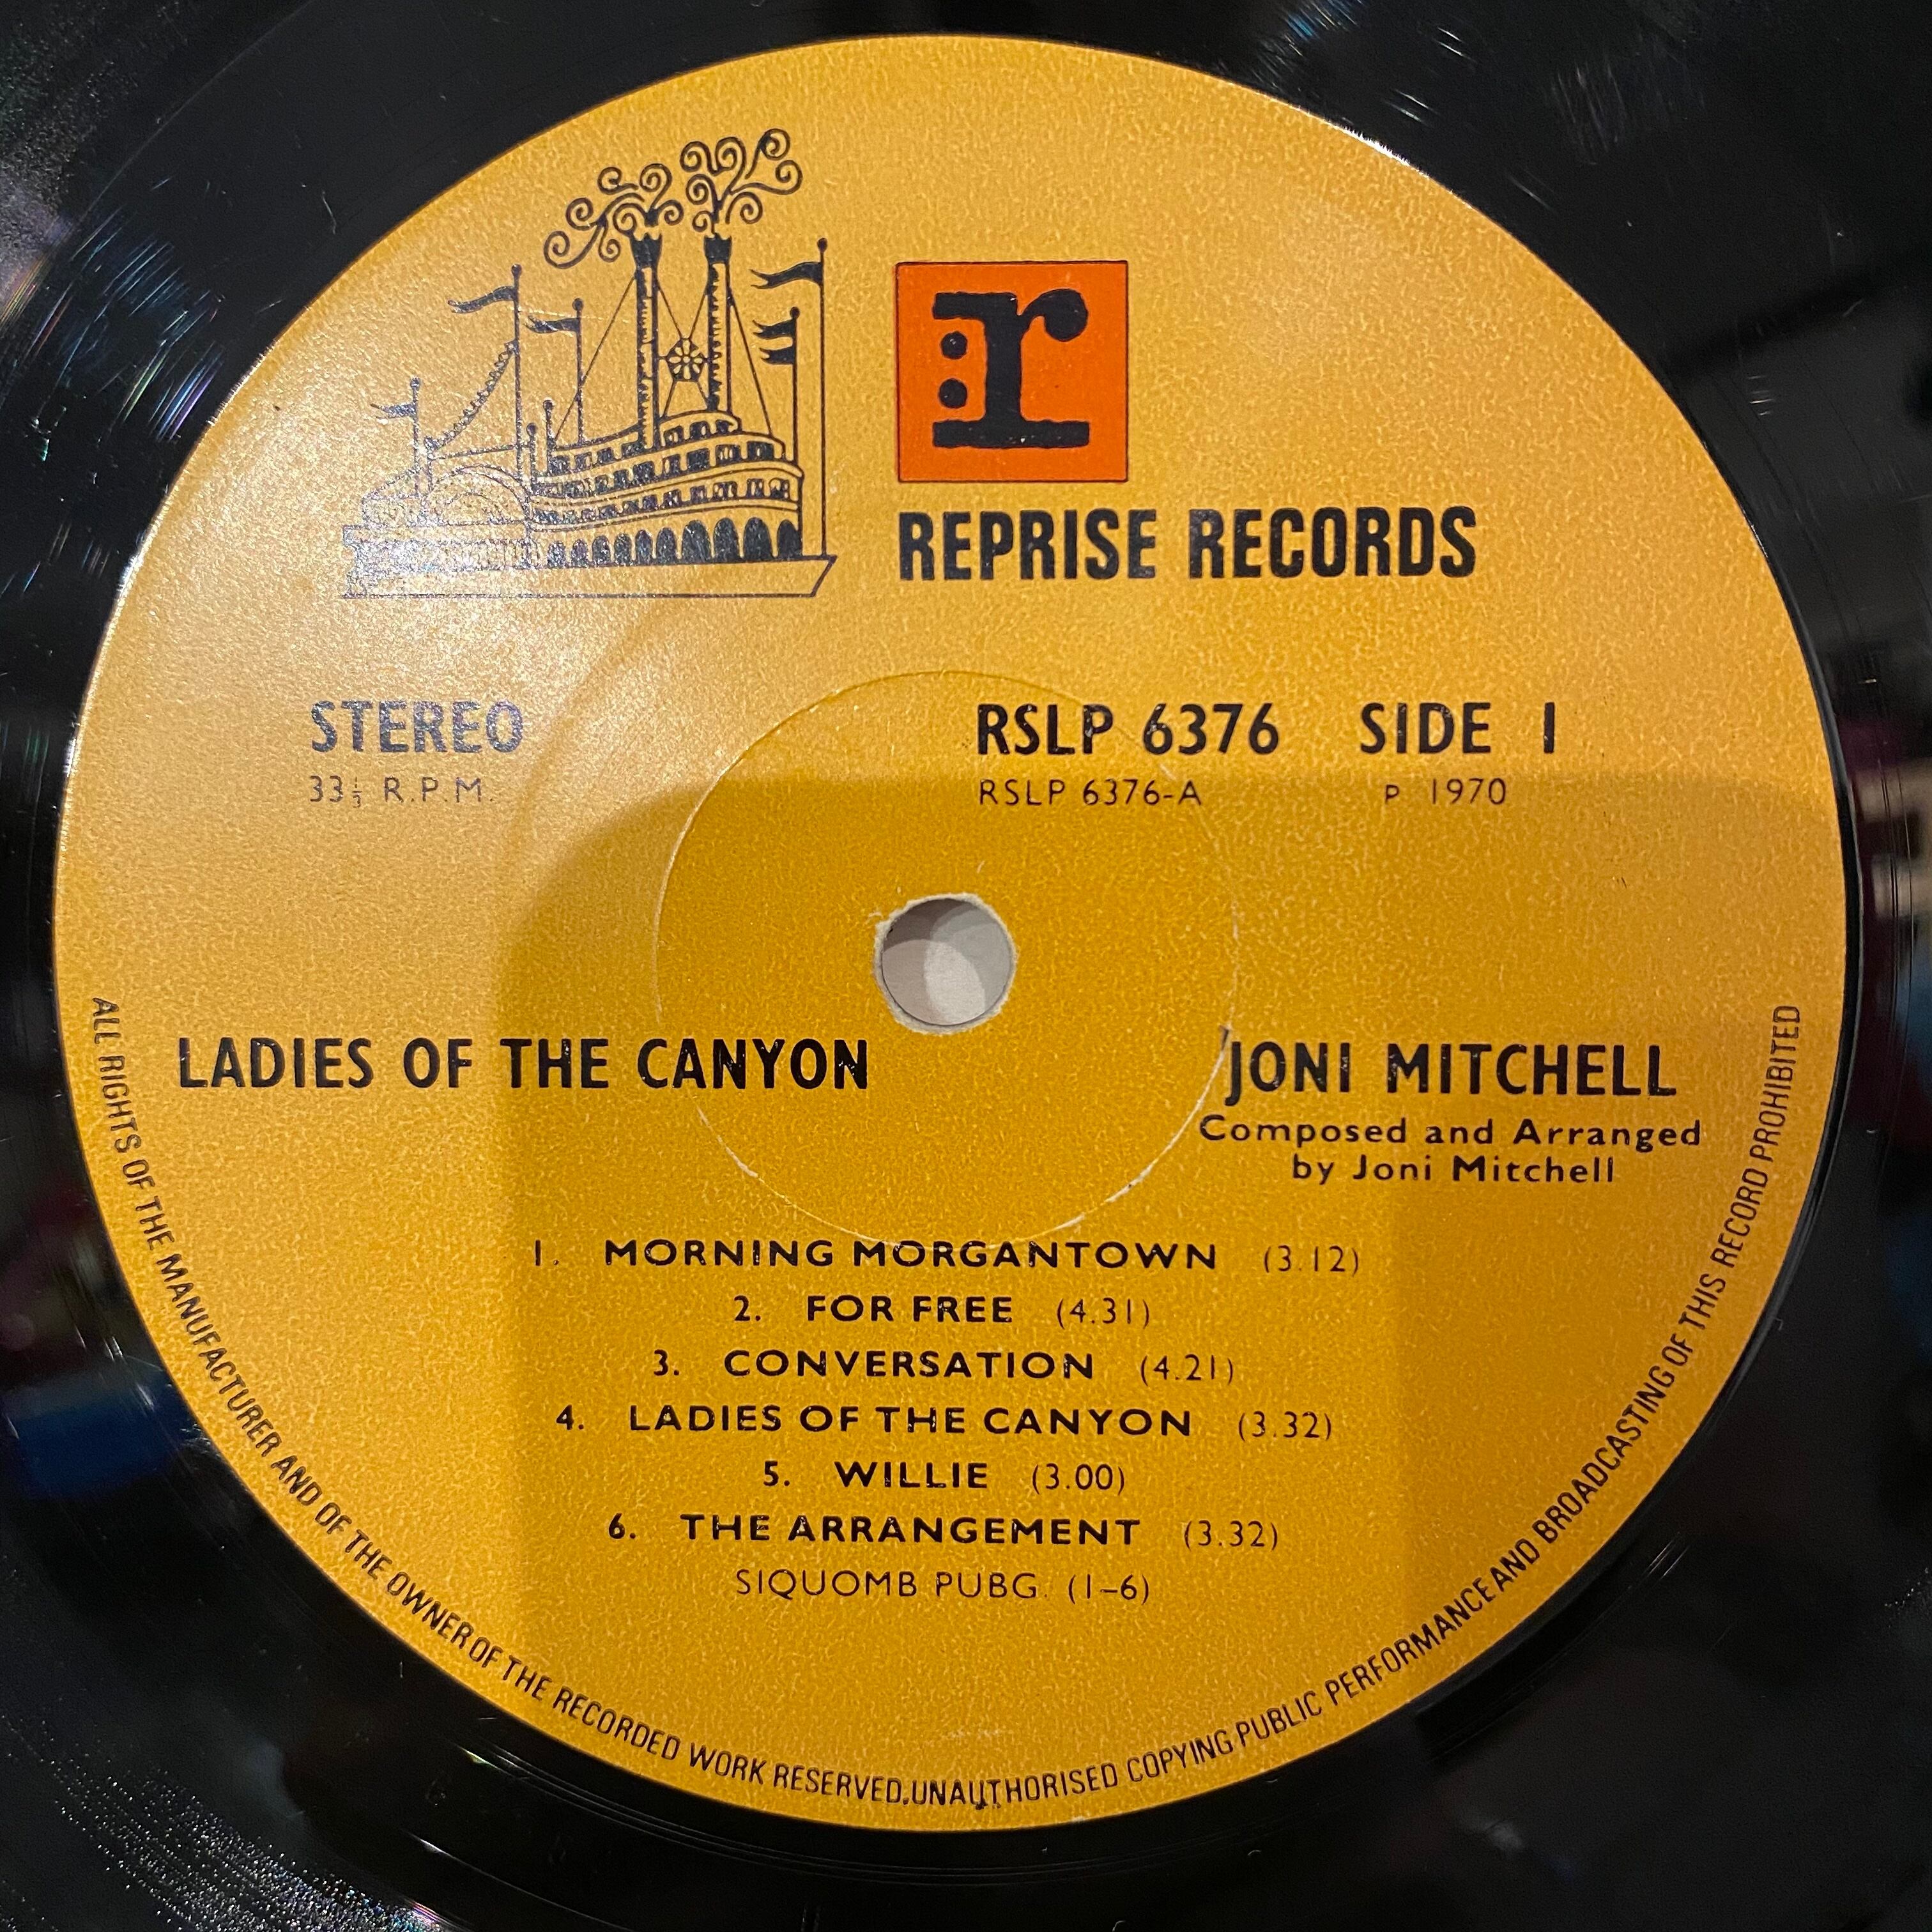 :r
REPRISE RECORDS
STEREO
RSLP 6376 SIDE 1
33⅓ R.P.M.
RSLP 6376-A P 1970
LADIES OF THE CANYON
JONI MITCHELL
Composed and Arranged
by Joni Mitchell
1. MORNING MORGANTOWN (3.12)
2. FOR FREE (4.31)
3. CONVERSATION (4.21)
4. LADIES OF THE CANYON (3.32)
5. WILLIE (3.00)
6. THE ARRANGEMENT (3.32)
SIQUOMB PUBG. (1-6)
ALL RIGHTS OF THE MANUFACTURER AND OF THE OWNER OF THE RECORDED WORK RESERVED. UNAUTHORISED COPYING PUBLIC PERFORMANCE AND BROADCASTING OF THIS RECORD PROHIBITED